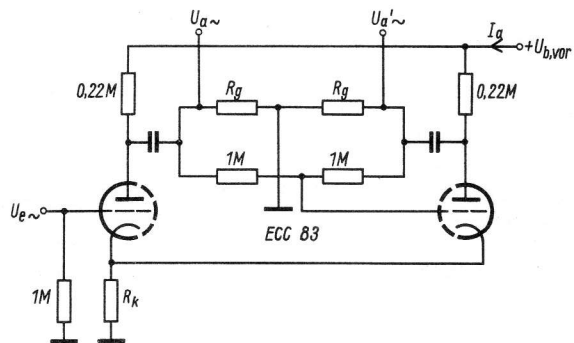 Ua~
Ua'~
Ia
+Ub,vor
0,22M
Rg
Rg
0,22M
1M
1M
Ue~
ECC 83
1M
Rk